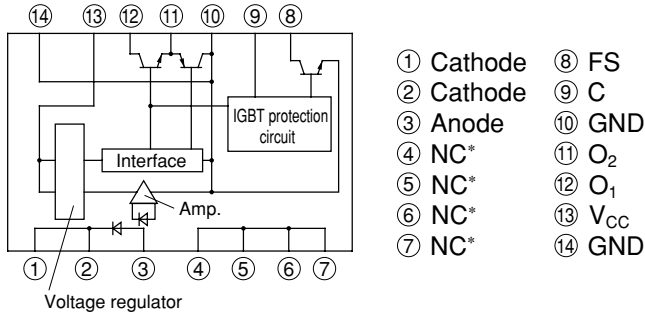 ⑭ ⑬ ⑫ ⑪ ⑩ ⑨ ⑧
IGBT protection
circuit
Interface
Amp.
① ② ③ ④ ⑤ ⑥ ⑦
Voltage regulator
① Cathode
② Cathode
③ Anode
④ NC*
⑤ NC*
⑥ NC*
⑦ NC*
⑧ FS
⑨ C
⑩ GND
⑪ O₂
⑫ O₁
⑬ V_CC
⑭ GND